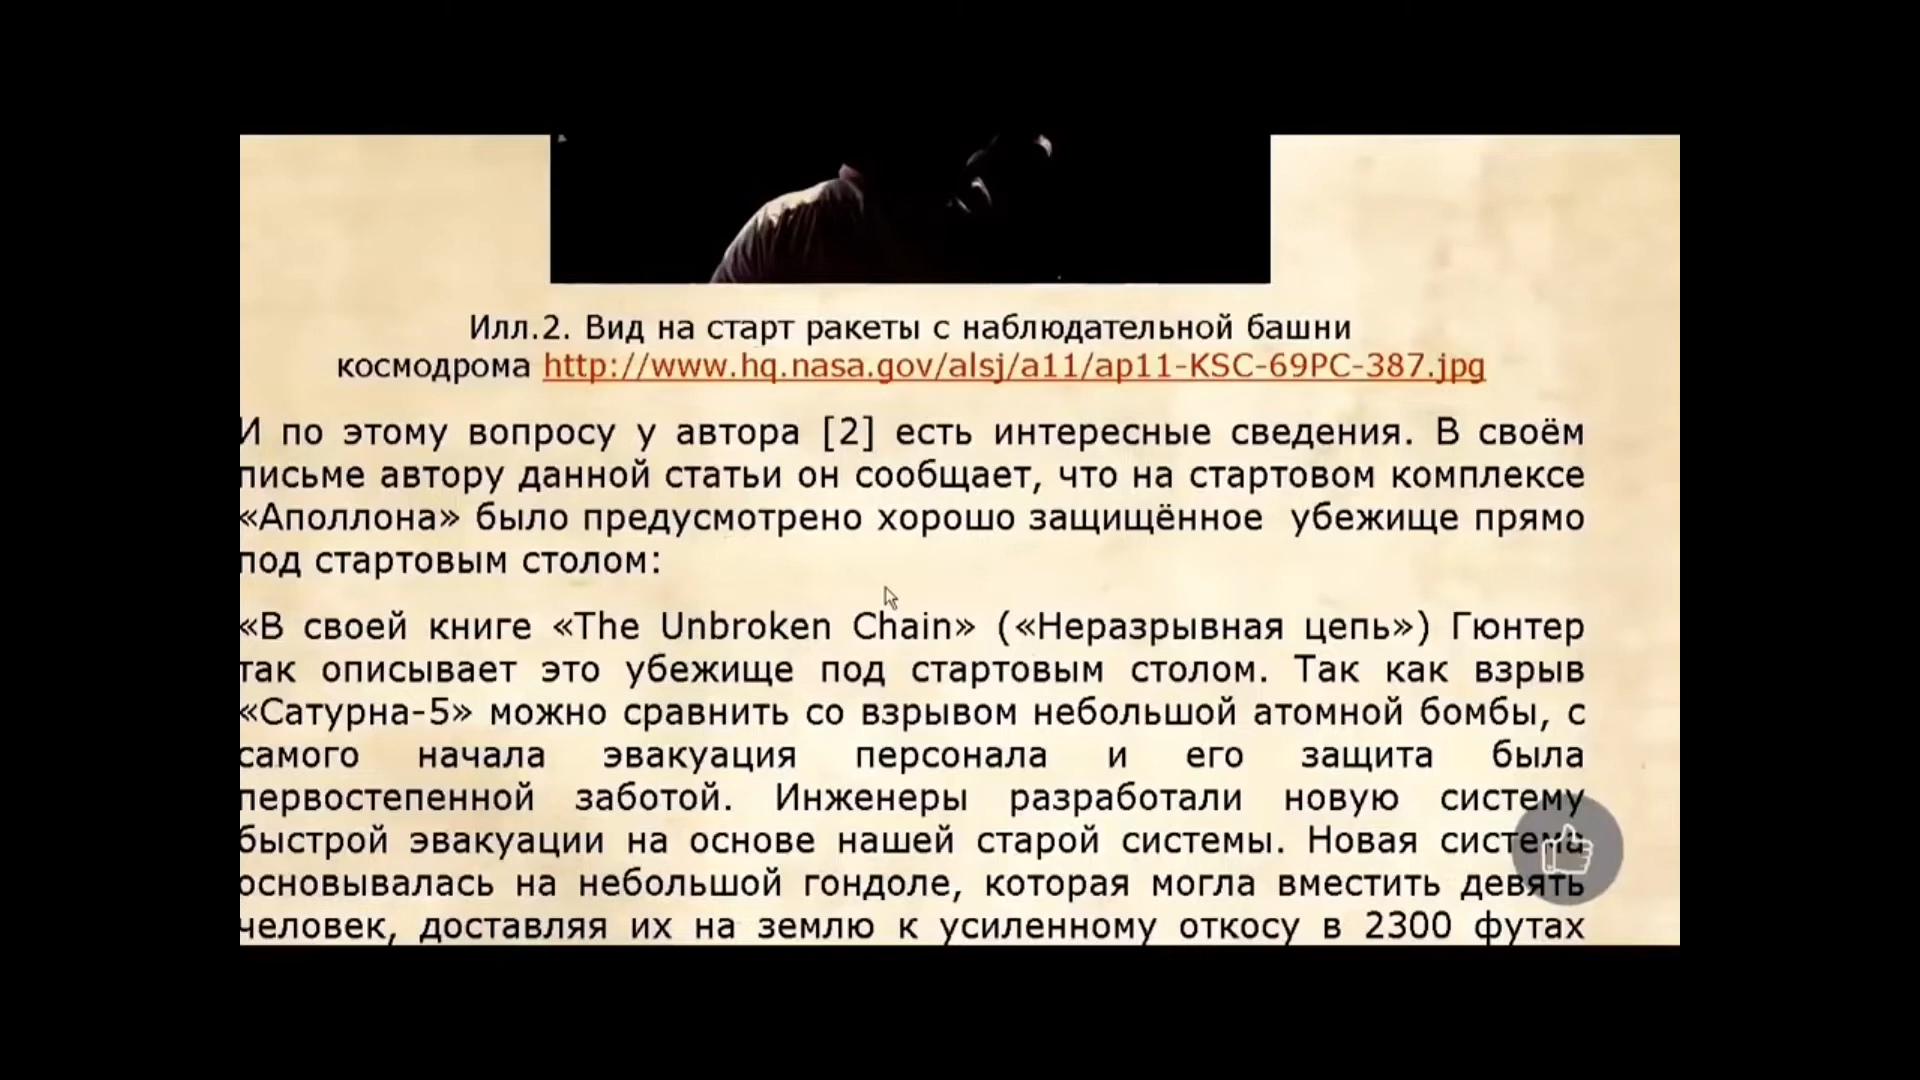 Илл.2. Вид на старт ракеты с наблюдательной башни
космодрома http://www.hq.nasa.gov/alsj/a11/ap11-KSC-69PC-387.jpg
И по этому вопросу у автора [2] есть интересные сведения. В своём
письме автору данной статьи он сообщает, что на стартовом комплексе
«Аполлона» было предусмотрено хорошо защищённое убежище прямо
под стартовым столом:
«В своей книге «The Unbroken Chain» («Неразрывная цепь») Гюнтер
так описывает это убежище под стартовым столом. Так как взрыв
«Сатурна-5» можно сравнить со взрывом небольшой атомной бомбы, с
самого начала эвакуация персонала и его защита была
первостепенной заботой. Инженеры разработали новую систему
быстрой эвакуации на основе нашей старой системы. Новая система
основывалась на небольшой гондоле, которая могла вместить девять
человек, доставляя их на землю к усиленному откосу в 2300 футах